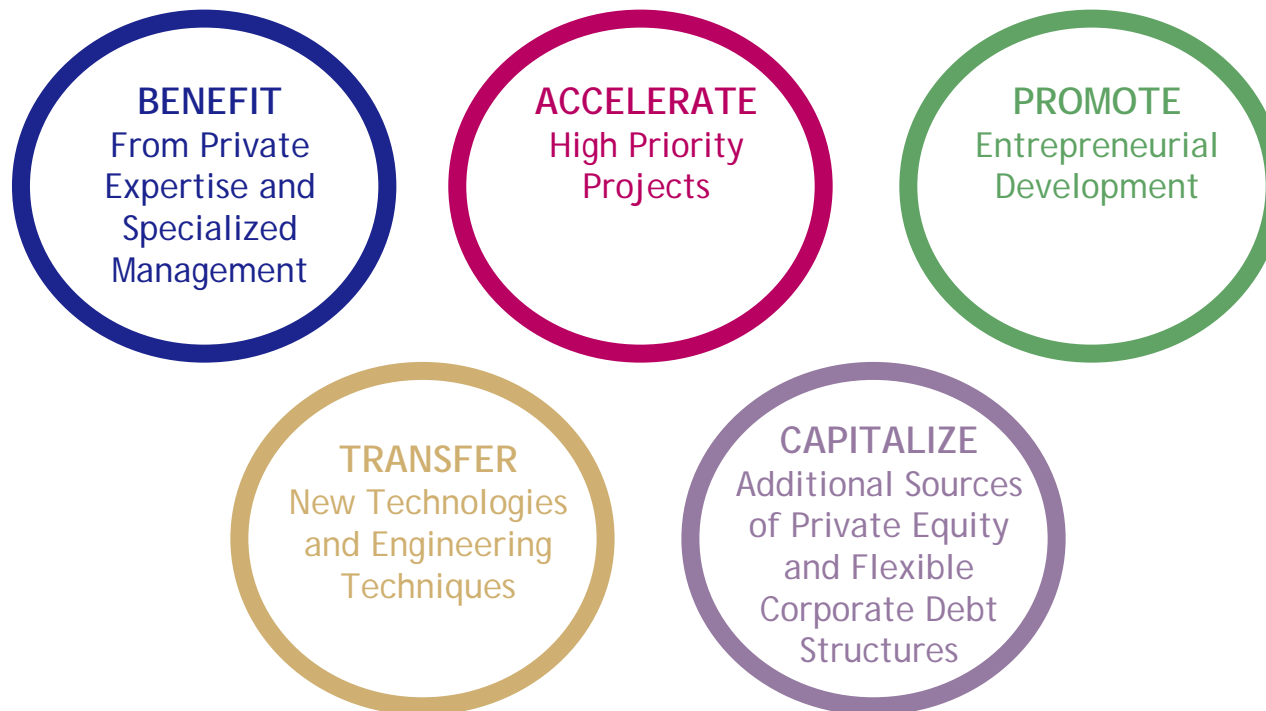 BENEFIT
From Private
Expertise and
Specialized
Management
ACCELERATE
High Priority
Projects
PROMOTE
Entrepreneurial
Development
TRANSFER
New Technologies
and Engineering
Techniques
CAPITALIZE
Additional Sources
of Private Equity
and Flexible
Corporate Debt
Structures